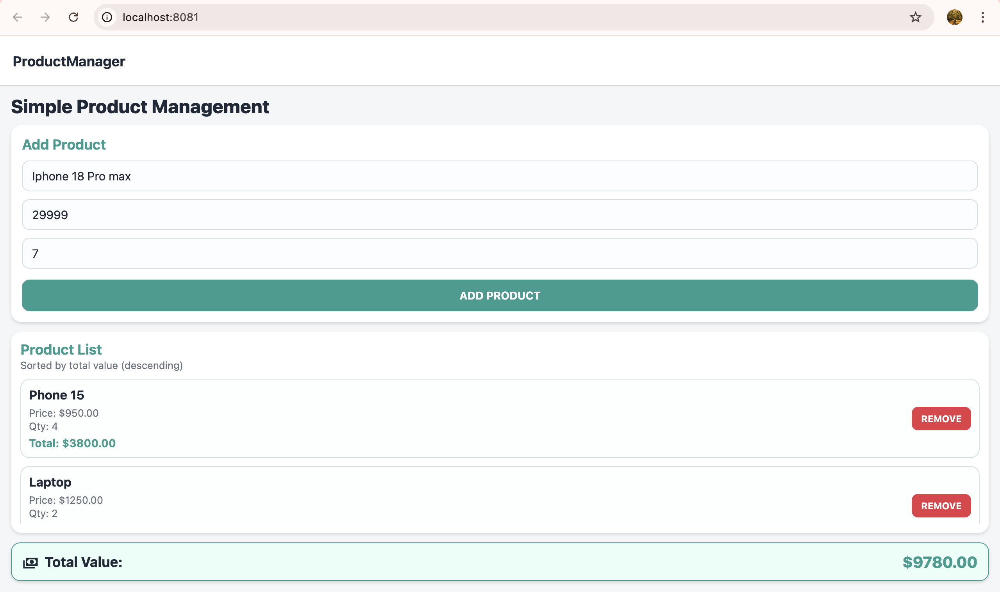 localhost:8081
ProductManager
Simple Product Management
Add Product
Iphone 18 Pro max
29999
7
ADD PRODUCT
Product List
Sorted by total value (descending)
Phone 15
Price: $950.00
Qty: 4
Total: $3800.00
REMOVE
Laptop
Price: $1250.00
Qty: 2
REMOVE
Total Value:
$9780.00